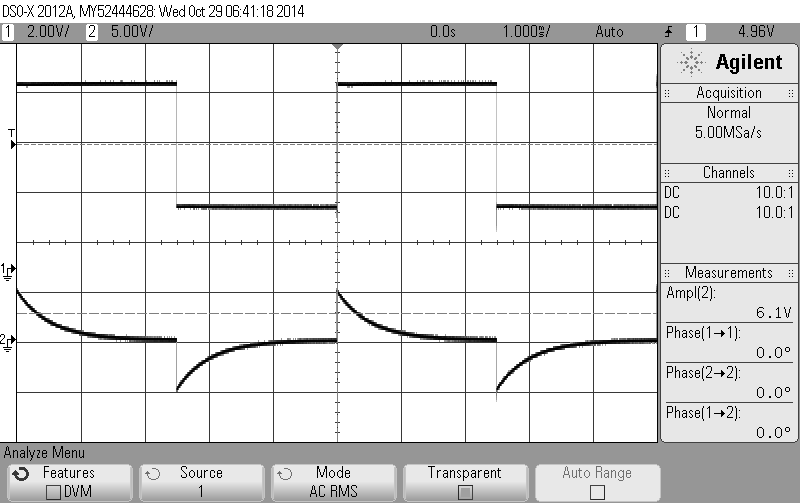 DSO-X 2012A, MY52444628: Wed Oct 29 06:41:18 2014
1 2.00V/ 2 5.00V/ 0.0s 1.000ms/ Auto 1 4.96V
Agilent
Acquisition
Normal
5.00MSa/s
Channels
DC 10.0:1
DC 10.0:1
Measurements
Ampl(2):
6.1V
Phase(1→1):
0.0°
Phase(2→2):
0.0°
Phase(1→2):
0.0°
T
1
2
Analyze Menu
Features
DVM
Source
1
Mode
AC RMS
Transparent
Auto Range